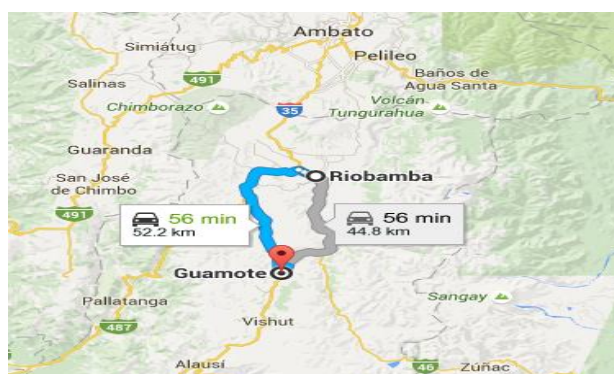 Ambato
Simiátug
Pelileo
491
Salinas
Baños de
Agua Santa
Chimborazo
Volcán
Tungurahua
35
Guaranda
Riobamba
San José
de Chimbo
491
56 min
52.2 km
56 min
44.8 km
Guamote
Pallatanga
Sangay
487
Vishut
Alausí
46
Zúñac